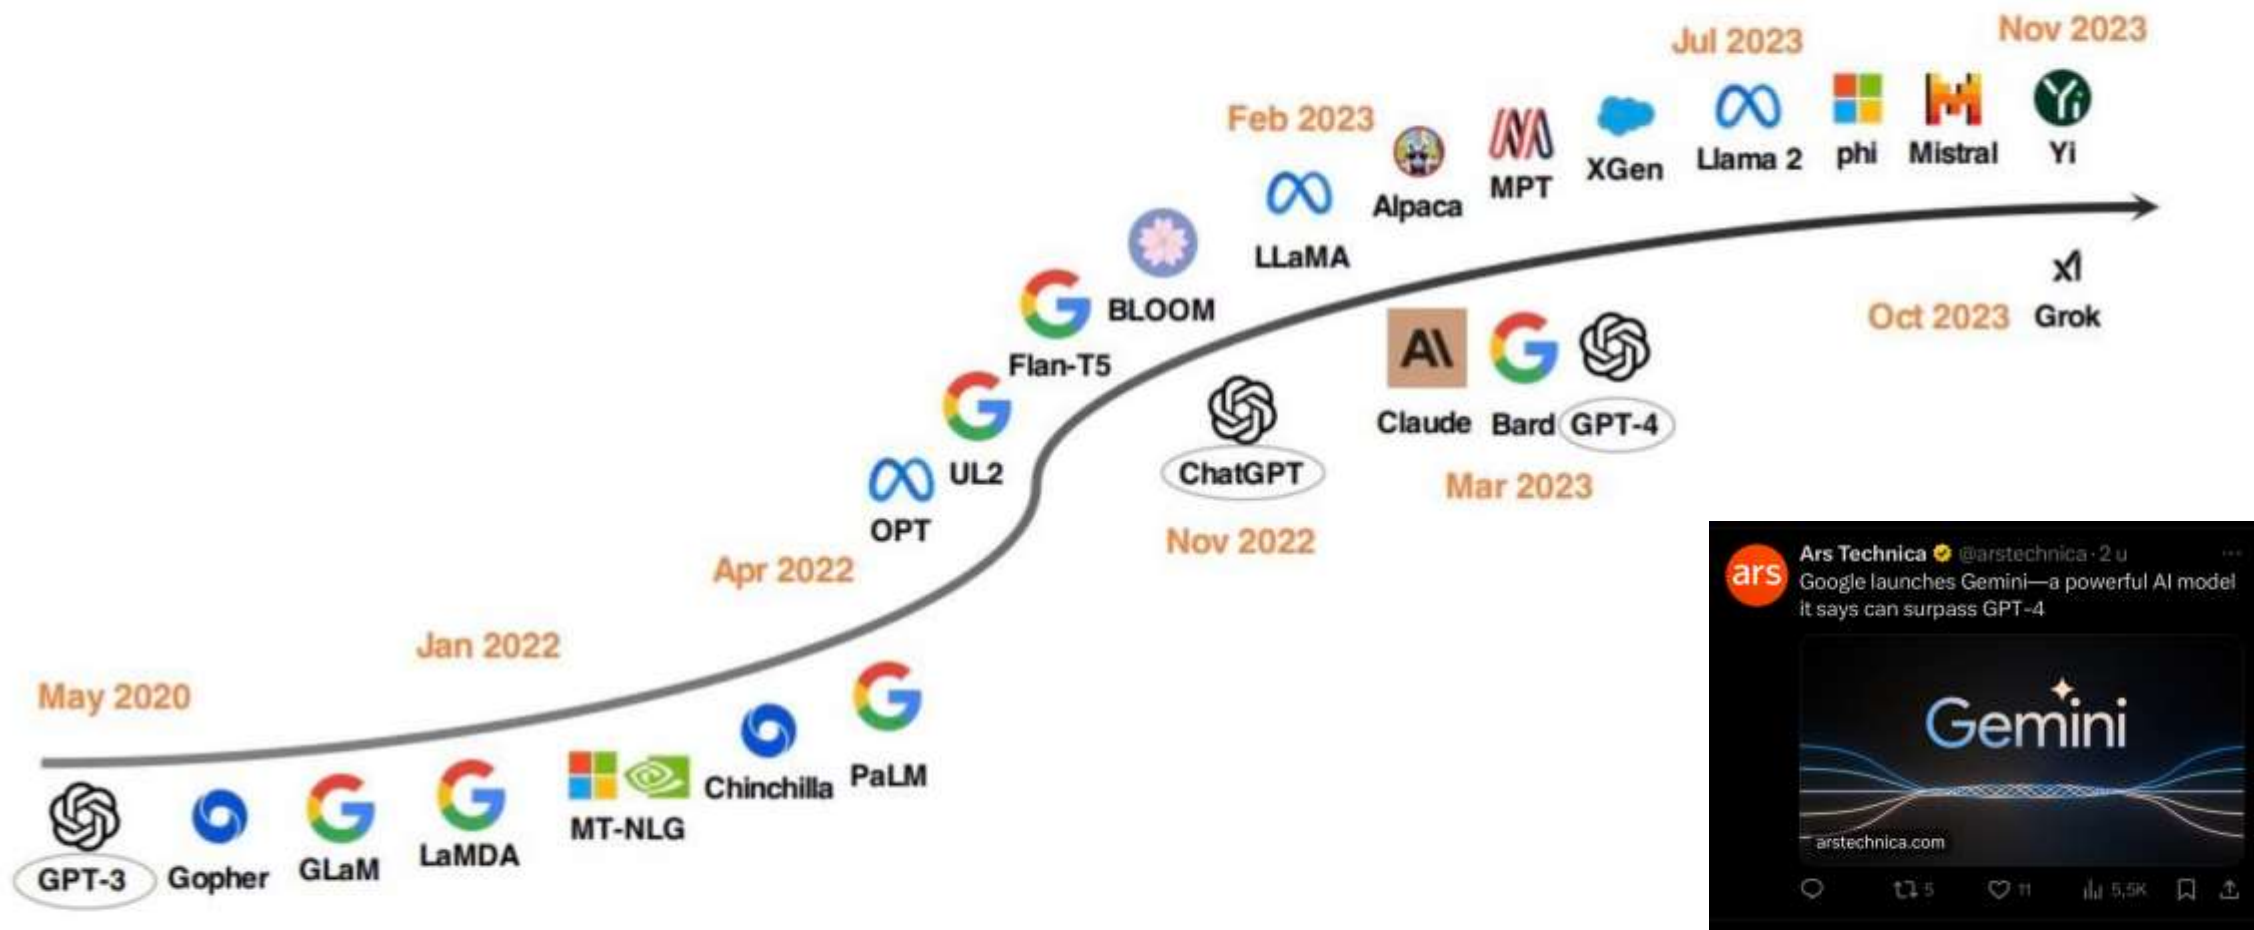 Nov 2023
Jul 2023
Feb 2023
Alpaca
MPT
XGen
Llama 2
phi
Mistral
Yi
LLaMA
BLOOM
Flan-T5
UL2
OPT
Apr 2022
Jan 2022
May 2020
xI
Grok
Oct 2023
AI
Claude
Bard
GPT-4
Mar 2023
ChatGPT
Nov 2022
GPT-3
Gopher
GLaM
LaMDA
MT-NLG
Chinchilla
PaLM
ars
Ars Technica @arstechnica · 2 u
Google launches Gemini—a powerful AI model
it says can surpass GPT-4
Gemini
arstechnica.com
5
11
5,5K